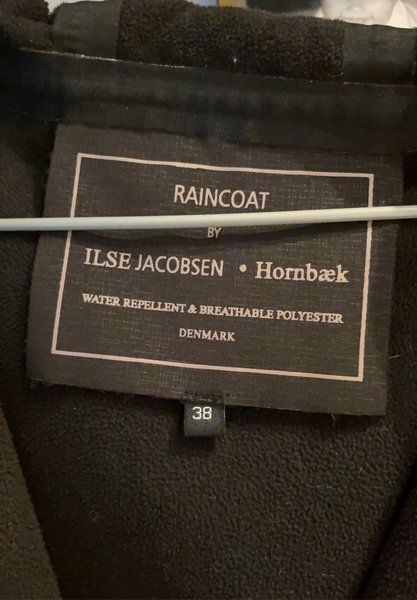 RAINCOAT
BY
ILSE JACOBSEN • Hornbæk
WATER REPELLENT & BREATHABLE POLYESTER
DENMARK
38